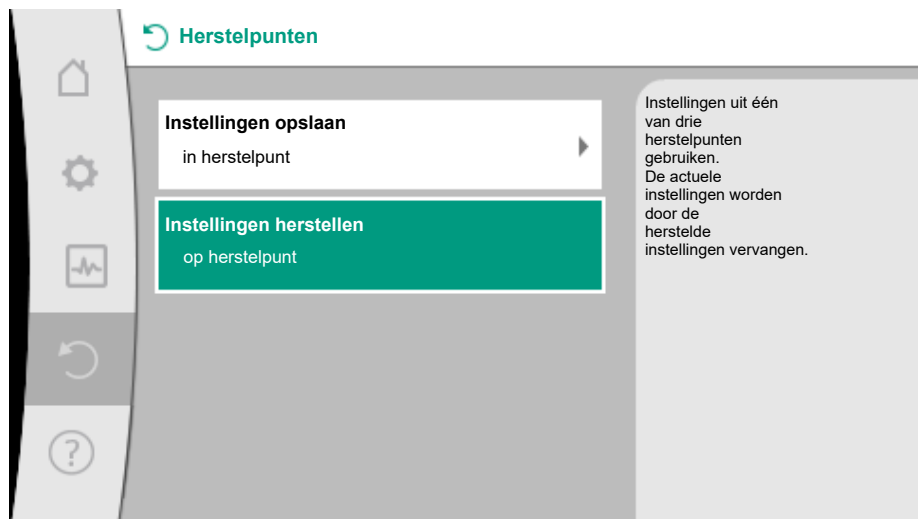 Herstelpunten
Instellingen opslaan
in herstelpunt
Instellingen herstellen
op herstelpunt
Instellingen uit één
van drie
herstelpunten
gebruiken.
De actuele
instellingen worden
door de
herstelde
instellingen vervangen.
?